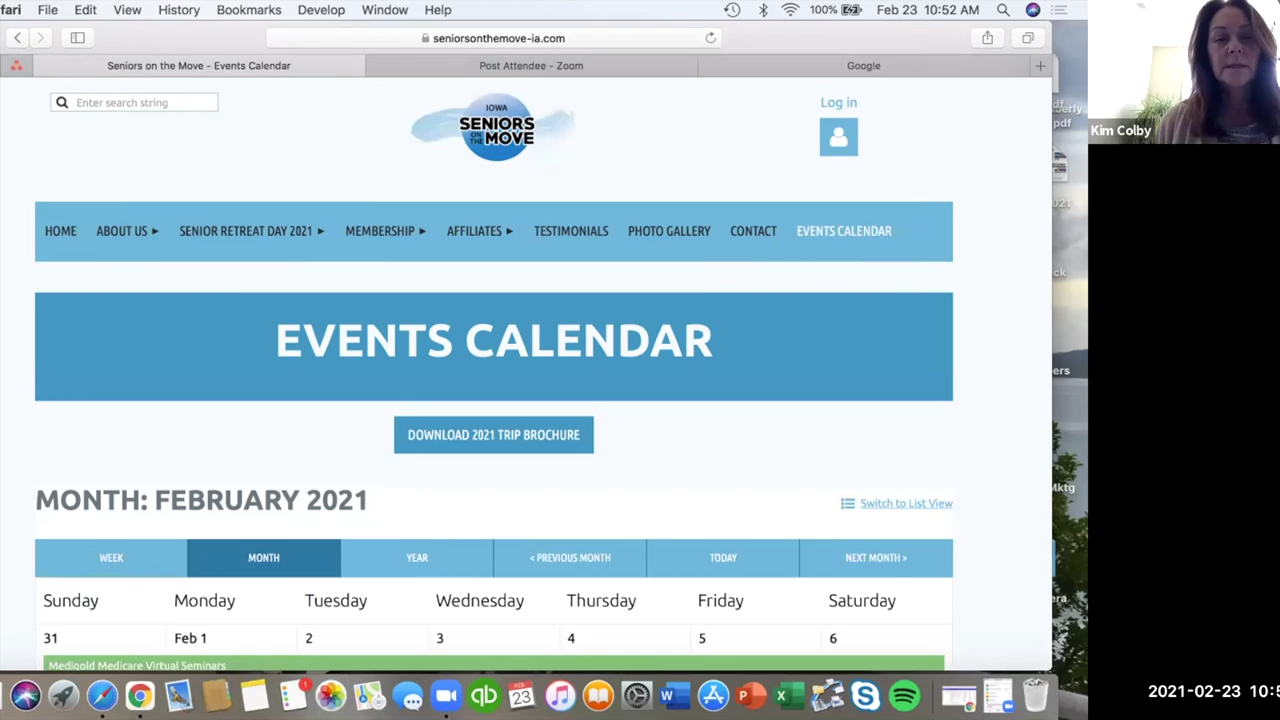 fari File Edit View History Bookmarks Develop Window Help 100% Feb 23 10:52 AM
seniorsonthemove-ia.com
Seniors on the Move - Events Calendar Post Attendee - Zoom Google
Enter search string
IOWA
SENIORS
ON THE MOVE
Log in
Kim Colby
HOME ABOUT US SENIOR RETREAT DAY 2021 MEMBERSHIP AFFILIATES TESTIMONIALS PHOTO GALLERY CONTACT EVENTS CALENDAR
EVENTS CALENDAR
DOWNLOAD 2021 TRIP BROCHURE
MONTH: FEBRUARY 2021
Switch to List View
WEEK MONTH YEAR < PREVIOUS MONTH TODAY NEXT MONTH >
Sunday Monday Tuesday Wednesday Thursday Friday Saturday
31 Feb 1 2 3 4 5 6
Medigold Medicare Virtual Seminars
pdf
Mktg
FEB
23
2021-02-23 10:5